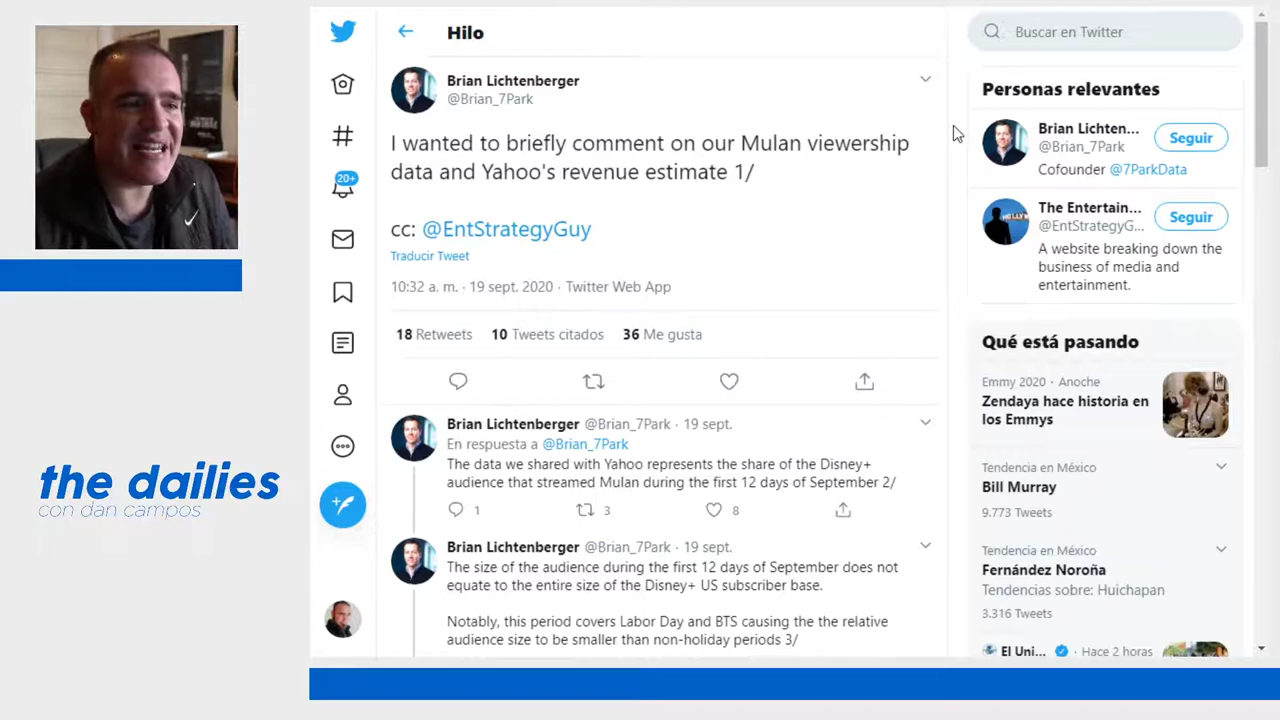 Hilo
Buscar en Twitter
Brian Lichtenberger
@Brian_7Park
I wanted to briefly comment on our Mulan viewership
data and Yahoo's revenue estimate 1/
cc: @EntStrategyGuy
Traducir Tweet
10:32 a. m. · 19 sept. 2020 · Twitter Web App
18 Retweets 10 Tweets citados 36 Me gusta
Brian Lichtenberger @Brian_7Park · 19 sept.
En respuesta a @Brian_7Park
The data we shared with Yahoo represents the share of the Disney+
audience that streamed Mulan during the first 12 days of September 2/
1 3 8
Brian Lichtenberger @Brian_7Park · 19 sept.
The size of the audience during the first 12 days of September does not
equate to the entire size of the Disney+ US subscriber base.
Notably, this period covers Labor Day and BTS causing the the relative
audience size to be smaller than non-holiday periods 3/
20+
Personas relevantes
Brian Lichten...
@Brian_7Park
Seguir
Cofounder @7ParkData
The Entertain...
@EntStrategyG...
Seguir
A website breaking down the
business of media and
entertainment.
Qué está pasando
Emmy 2020 · Anoche
Zendaya hace historia en
los Emmys
Tendencia en México
Bill Murray
9.773 Tweets
Tendencia en México
Fernández Noroña
Tendencias sobre: Huichapan
3.316 Tweets
El Uni... · Hace 2 horas
the dailies
con dan campos